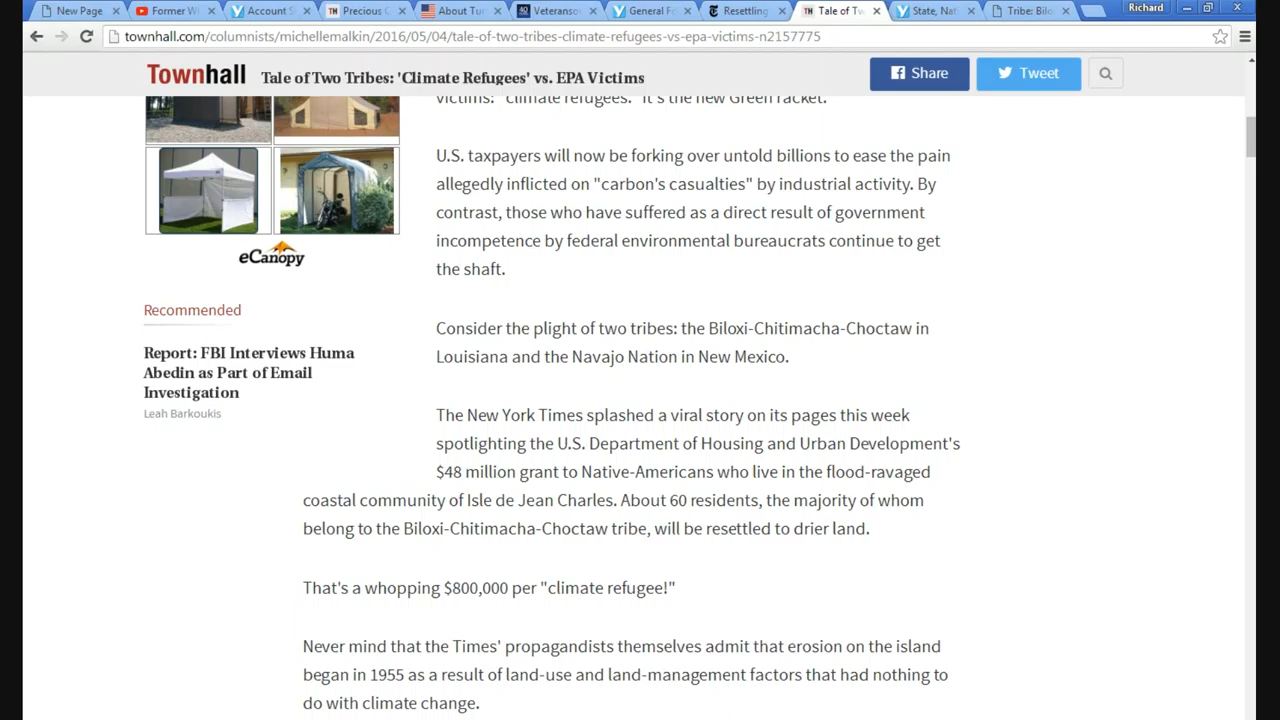 New Page
Former Wi
Account S
Precious C
About Tun
Veteranso
General Fo
Resettling
Tale of Tw
State, Nat
Tribe: Bilo
Richard
townhall.com/columnists/michellemalkin/2016/05/04/tale-of-two-tribes-climate-refugees-vs-epa-victims-n2157775
Townhall
Tale of Two Tribes: 'Climate Refugees' vs. EPA Victims
Share
Tweet
victims: "climate refugees." It's the new Green racket.
U.S. taxpayers will now be forking over untold billions to ease the pain
allegedly inflicted on "carbon's casualties" by industrial activity. By
contrast, those who have suffered as a direct result of government
incompetence by federal environmental bureaucrats continue to get
the shaft.
eCanopy
Recommended
Report: FBI Interviews Huma
Abedin as Part of Email
Investigation
Leah Barkoukis
Consider the plight of two tribes: the Biloxi-Chitimacha-Choctaw in
Louisiana and the Navajo Nation in New Mexico.
The New York Times splashed a viral story on its pages this week
spotlighting the U.S. Department of Housing and Urban Development's
$48 million grant to Native-Americans who live in the flood-ravaged
coastal community of Isle de Jean Charles. About 60 residents, the majority of whom
belong to the Biloxi-Chitimacha-Choctaw tribe, will be resettled to drier land.
That's a whopping $800,000 per "climate refugee!"
Never mind that the Times' propagandists themselves admit that erosion on the island
began in 1955 as a result of land-use and land-management factors that had nothing to
do with climate change.